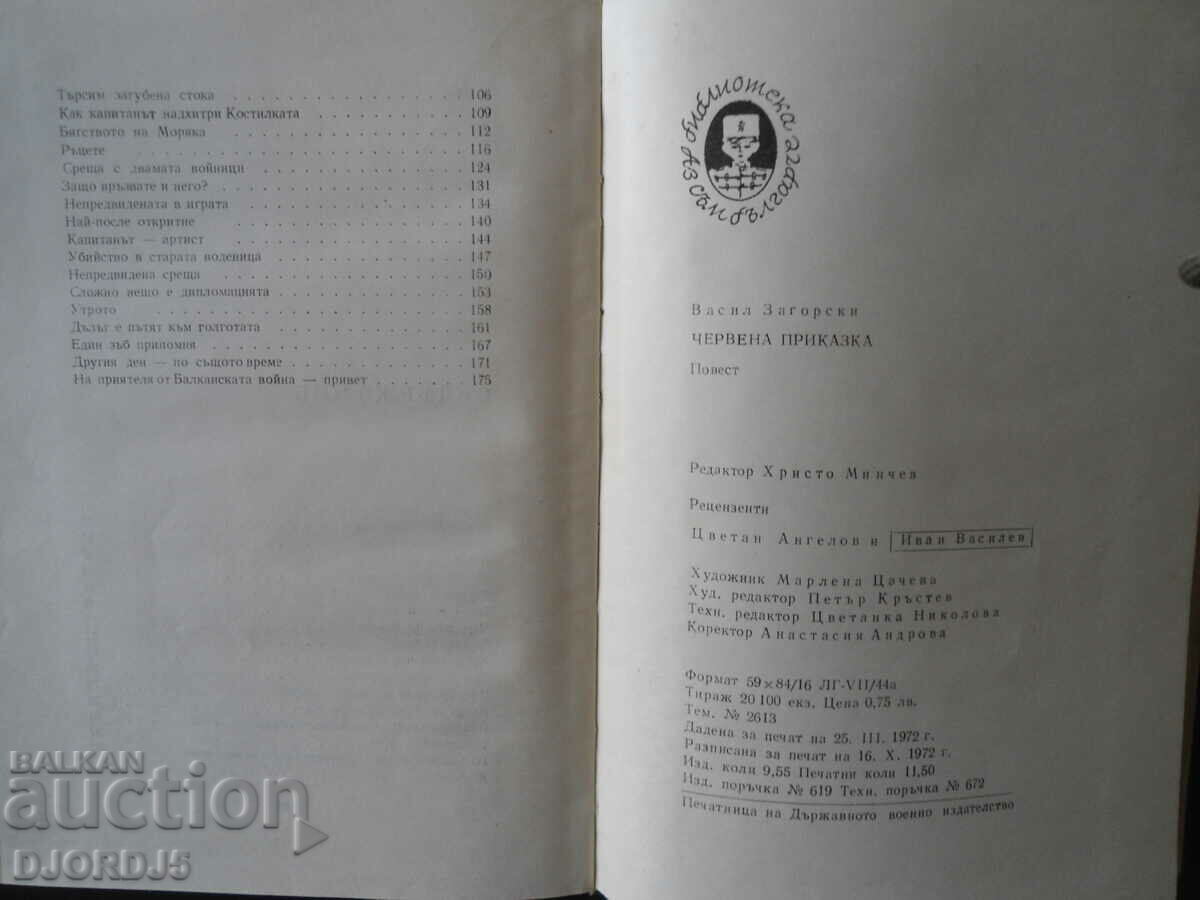 Търсим загубена стока . . . . . . . . . . . . . 106
Как капитанът надхитри Костилката . . . . . . . . . 109
Бягството на Моряка . . . . . . . . . . . . . 112
Ръцете . . . . . . . . . . . . . . . . 116
Среща с двамата войници . . . . . . . . . . . . 124
Защо връзвате и него? . . . . . . . . . . . . . 131
Непредвидената в играта . . . . . . . . . . . . 134
Най-после откритие . . . . . . . . . . . . . 140
Капитанът — артист . . . . . . . . . . . . . 144
Убийство в старата воденица . . . . . . . . . . . 147
Непредвидена среща . . . . . . . . . . . . . 150
Сложно нещо е дипломацията . . . . . . . . . . . 153
Утрото . . . . . . . . . . . . . . . . 158
Дълъг е пътят към голготата . . . . . . . . . . . 161
Един зъб припомня . . . . . . . . . . . . . 167
Другия ден — по същото време . . . . . . . . . . 171
На приятеля от Балканската война — привет . . . . . . . 175
библиотека
аз съм българче
Васил Загорски
ЧЕРВЕНА ПРИКАЗКА
Повест
Редактор Христо Минчев
Рецензенти
Цветан Ангелов и Иван Василев
Художник Марлена Цачева
Худ. редактор Петър Кръстев
Техн. редактор Цветанка Николова
Коректор Анастасия Андрова
Формат 59×84/16 ЛГ-VII/44а
Тираж 20 100 екз. Цена 0,75 лв.
Тем. № 2613
Дадена за печат на 25. III. 1972 г.
Разписана за печат на 16. X. 1972 г.
Изд. коли 9,55 Печатни коли 11,50
Изд. поръчка № 619 Техн. поръчка № 672
Печатница на Държавното военно издателство
BALKAN
auction
DJORDJ5